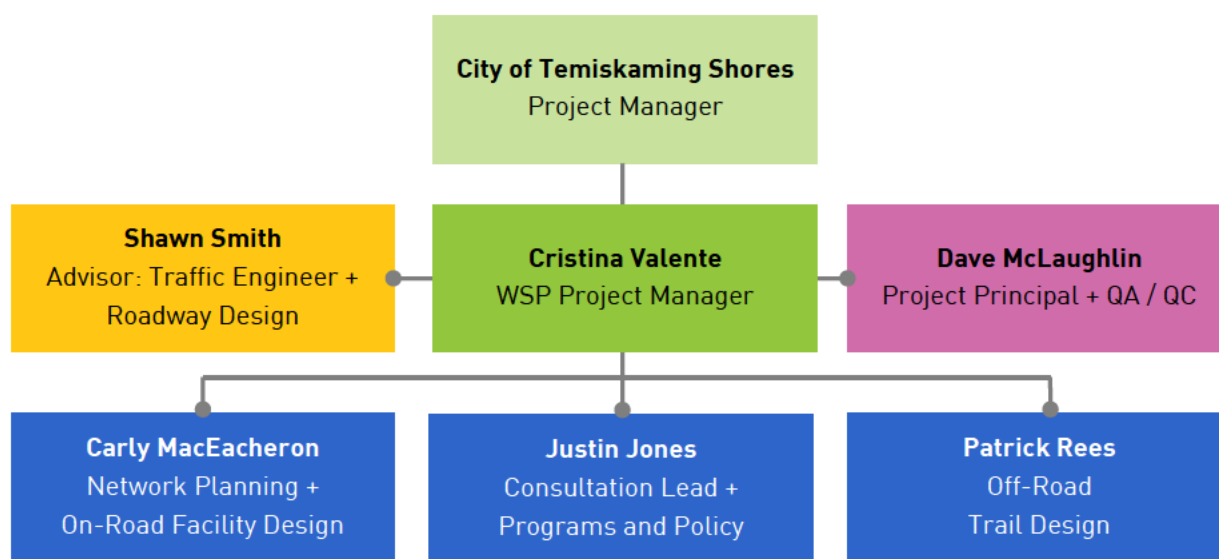 City of Temiskaming Shores
Project Manager
Shawn Smith
Advisor: Traffic Engineer +
Roadway Design
Cristina Valente
WSP Project Manager
Dave McLaughlin
Project Principal + QA / QC
Carly MacEacheron
Network Planning +
On-Road Facility Design
Justin Jones
Consultation Lead +
Programs and Policy
Patrick Rees
Off-Road
Trail Design